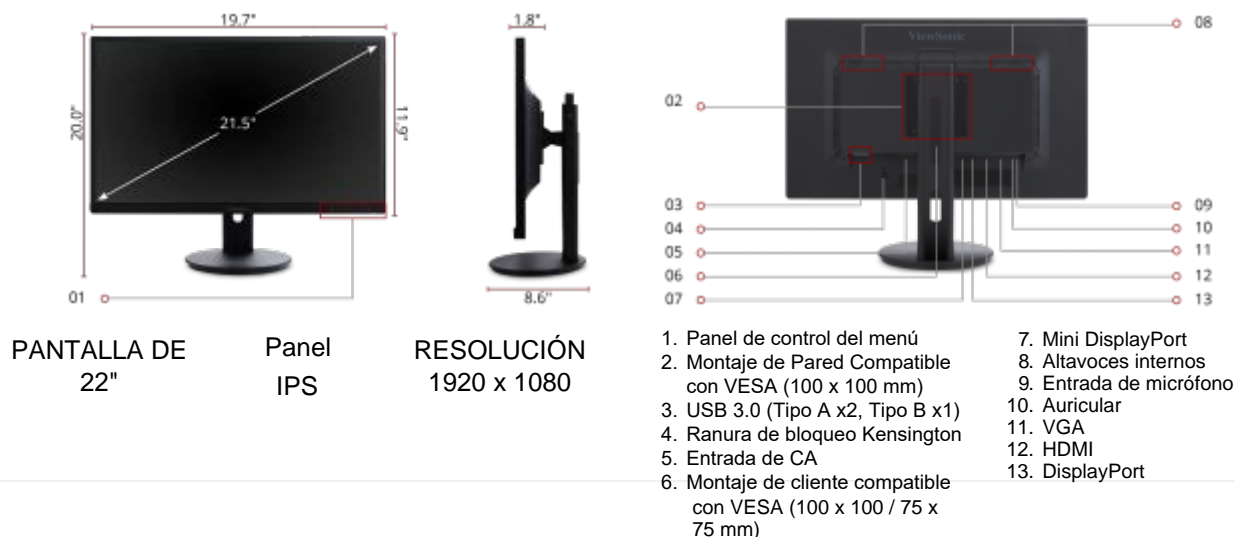 19.7"
1.8"
20.0"
21.5"
11.9"
8.6"
01
ViewSonic
08
02
03
04
05
06
07
09
10
11
12
13
PANTALLA DE
22"
Panel
IPS
RESOLUCIÓN
1920 x 1080
1. Panel de control del menú
2. Montaje de Pared Compatible
con VESA (100 x 100 mm)
3. USB 3.0 (Tipo A x2, Tipo B x1)
4. Ranura de bloqueo Kensington
5. Entrada de CA
6. Montaje de cliente compatible
con VESA (100 x 100 / 75 x
75 mm)
7. Mini DisplayPort
8. Altavoces internos
9. Entrada de micrófono
10. Auricular
11. VGA
12. HDMI
13. DisplayPort